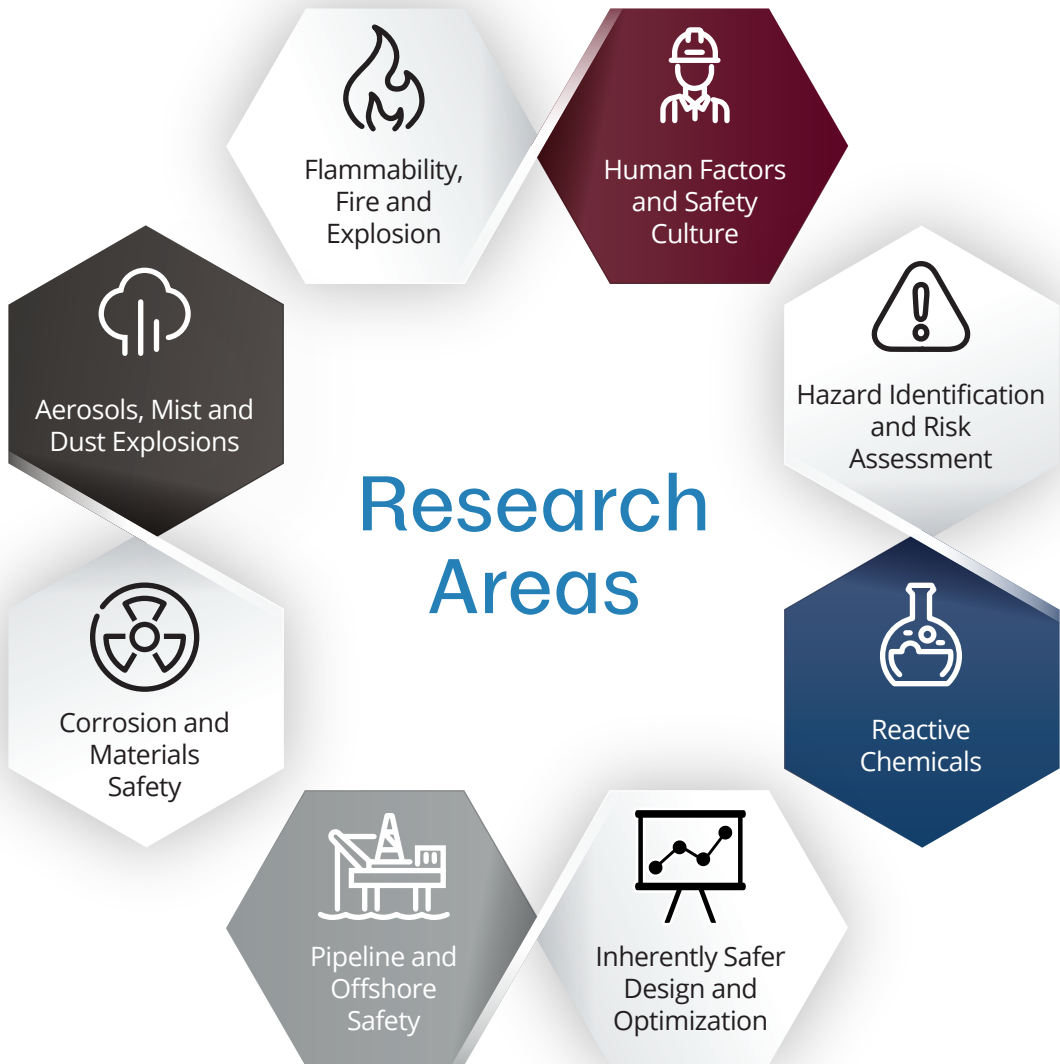 Flammability,
Fire and
Explosion
Human Factors
and Safety
Culture
Hazard Identification
and Risk
Assessment
Aerosols, Mist and
Dust Explosions
Research
Areas
Corrosion and
Materials
Safety
Reactive
Chemicals
Pipeline and
Offshore
Safety
Inherently Safer
Design and
Optimization